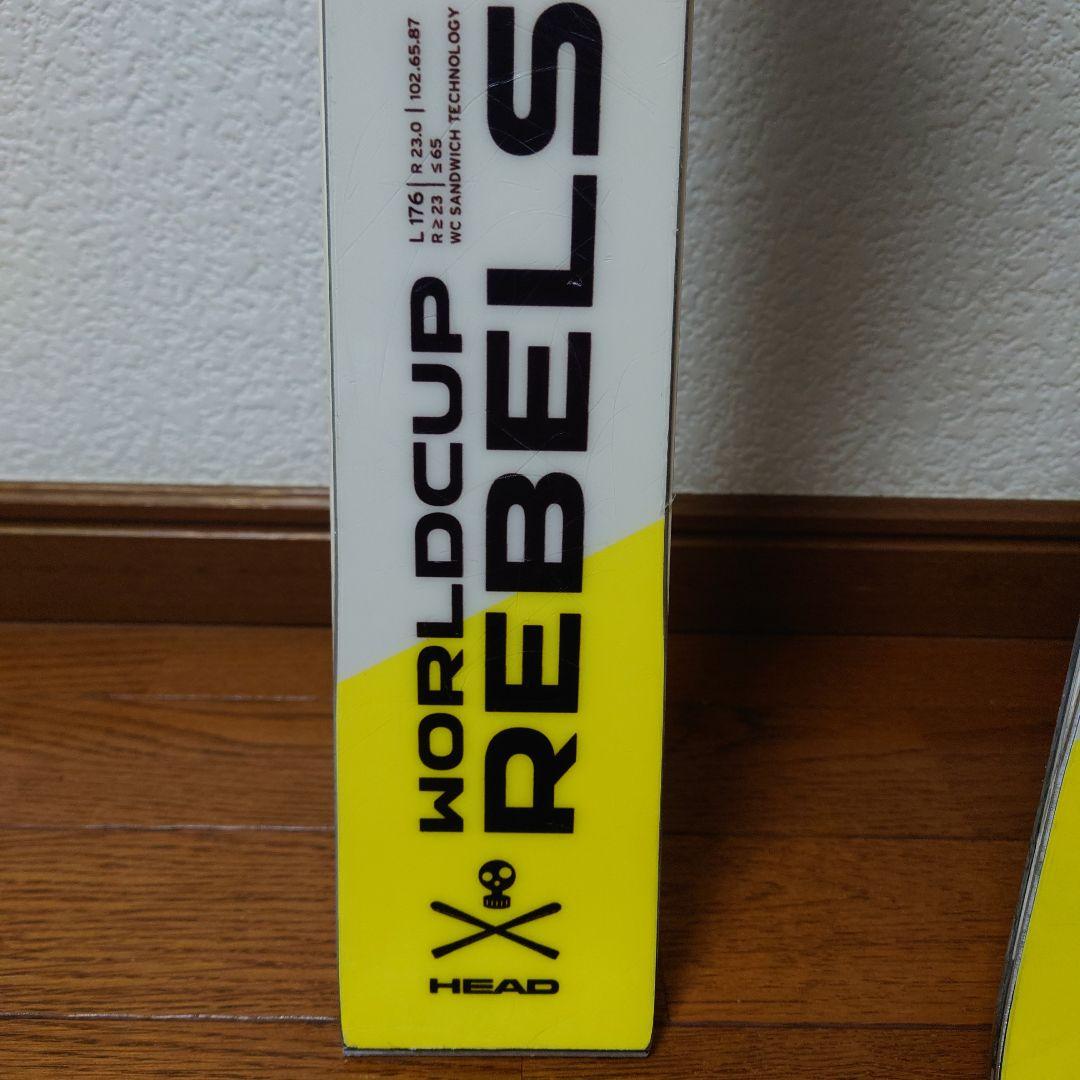 L 176 | R 23.0 | 102.65.87
R ≥ 23 | ≤ 65
WC SANDWICH TECHNOLOGY
WORLDCUP
REBELS
HEAD